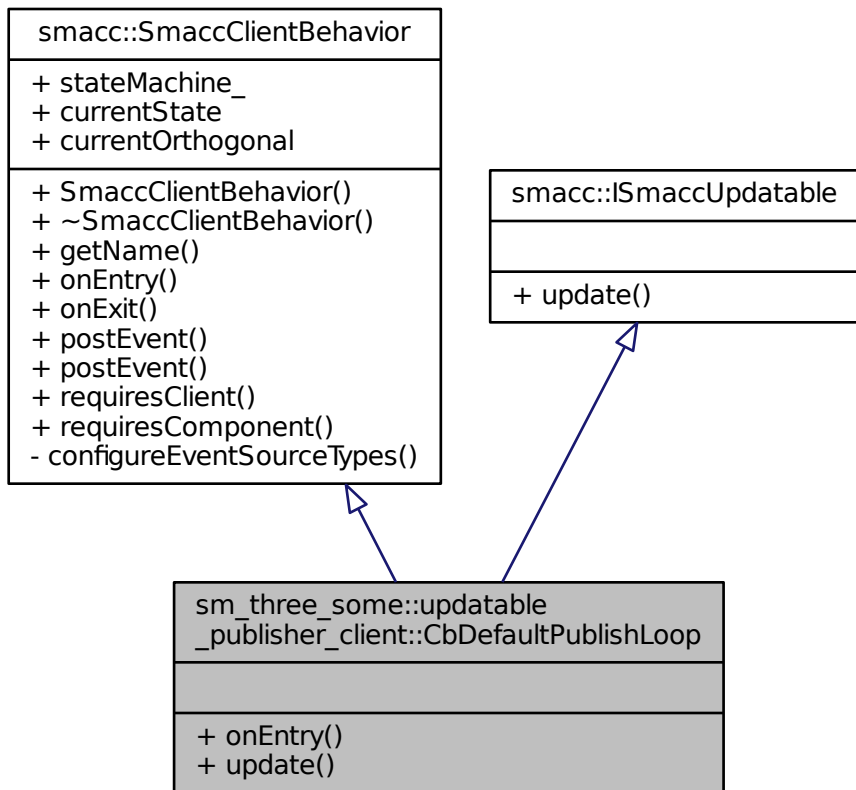 smacc::SmaccClientBehavior
+ stateMachine_
+ currentState
+ currentOrthogonal
+ SmaccClientBehavior()
+ ~SmaccClientBehavior()
+ getName()
+ onEntry()
+ onExit()
+ postEvent()
+ postEvent()
+ requiresClient()
+ requiresComponent()
- configureEventSourceTypes()
smacc::ISmaccUpdatable
+ update()
sm_three_some::updatable
_publisher_client::CbDefaultPublishLoop
+ onEntry()
+ update()